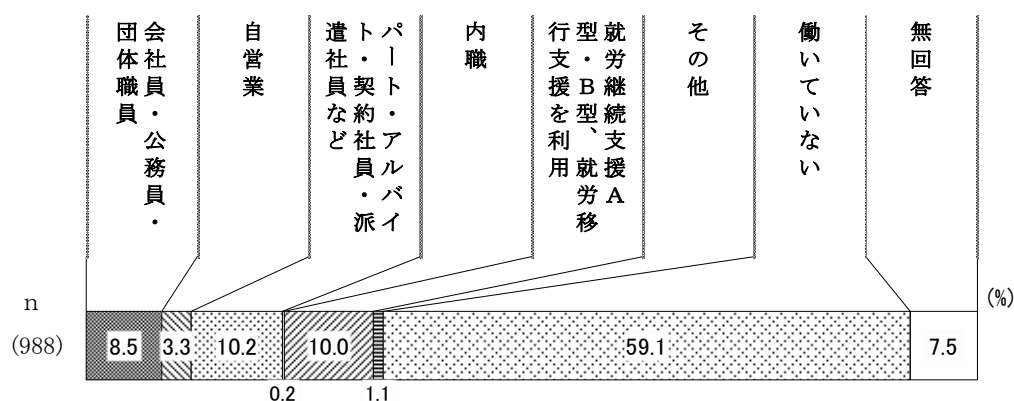 会社員・公務員・
団体職員
自営業
パート・アルバイ
ト・契約社員・派
遣社員など
内職
就労継続支援A
型・B型、就労移
行支援を利用
その他
働いていない
無回答
(%)
n
(988)
8.5
3.3
10.2
0.2
10.0
1.1
59.1
7.5